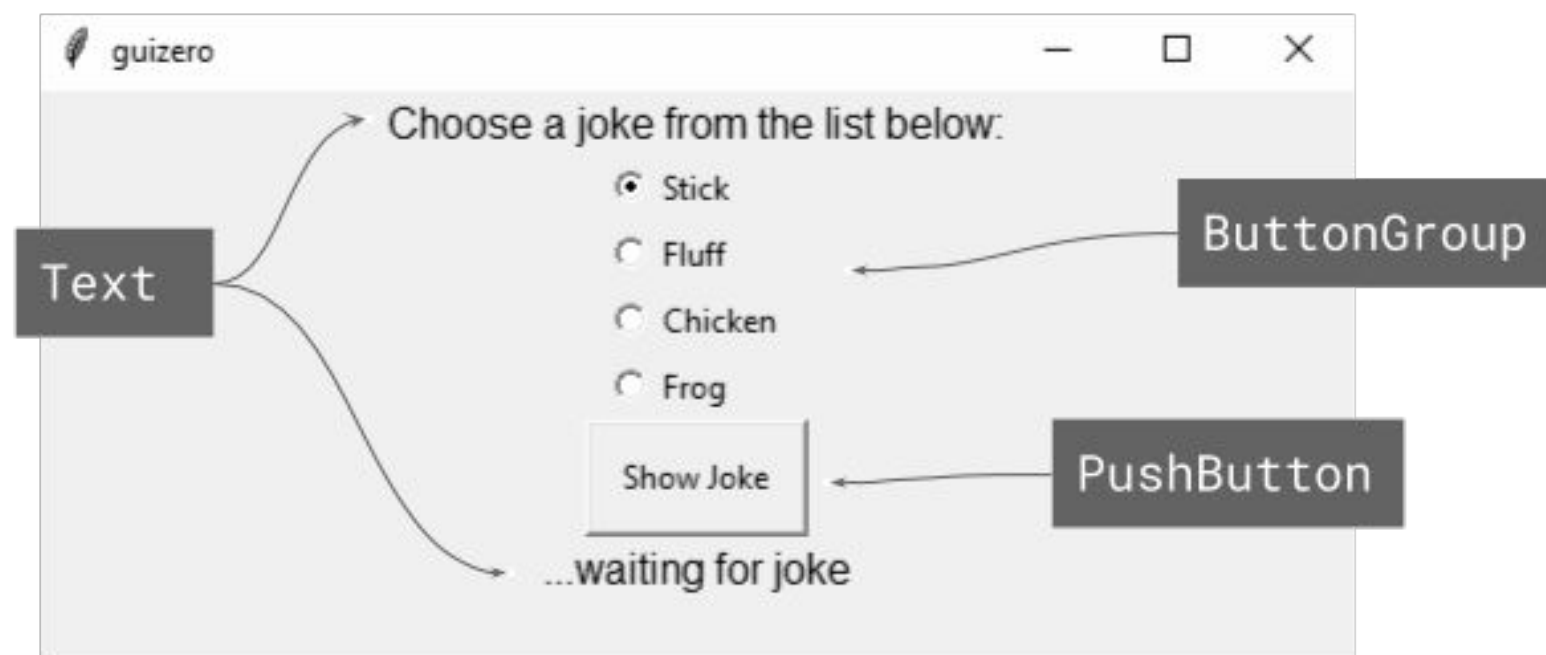 guizero
Choose a joke from the list below:
Stick
Text
ButtonGroup
Fluff
Chicken
Frog
Show Joke
PushButton
...waiting for joke